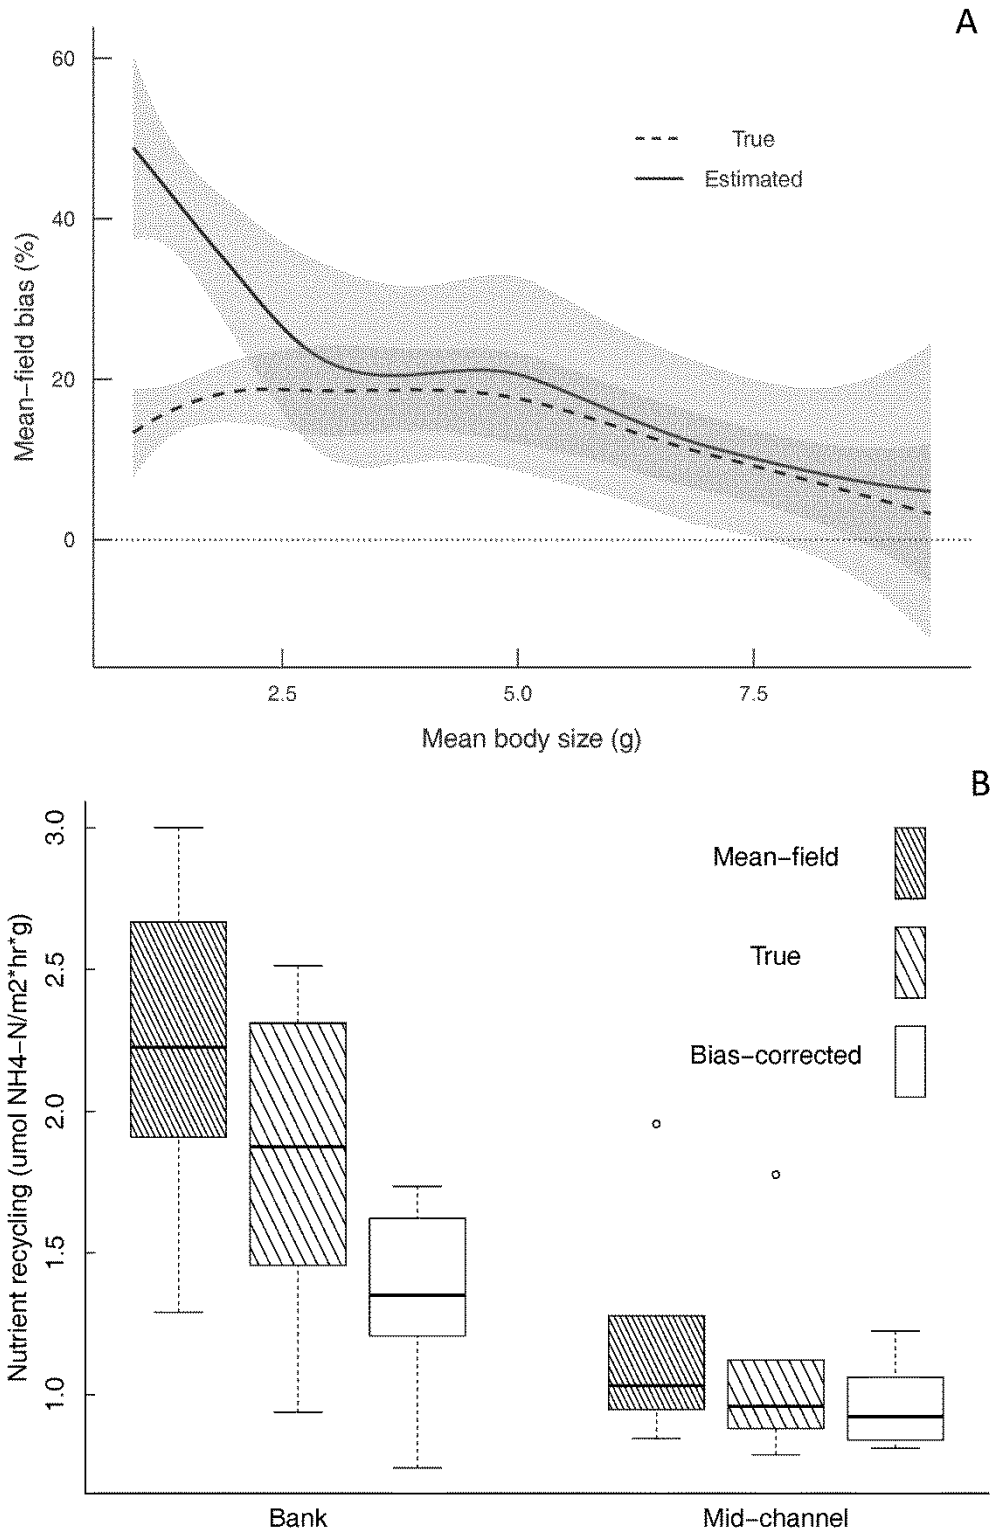 A
60
40
20
0
Mean-field bias (%)
True
Estimated
2.5
5.0
7.5
Mean body size (g)
B
3.0
2.5
2.0
1.5
1.0
Nutrient recycling (umol NH4-N/m2*hr*g)
Mean-field
True
Bias-corrected
Bank
Mid-channel